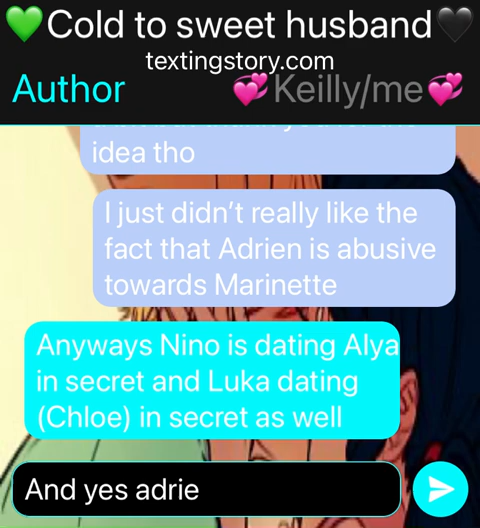 💚Cold to sweet husband🖤
textingstory.com
Author
💞Keilly/me💞
idea tho
I just didn’t really like the
fact that Adrien is abusive
towards Marinette
Anyways Nino is dating Alya
in secret and Luka dating
(Chloe) in secret as well
And yes adrie